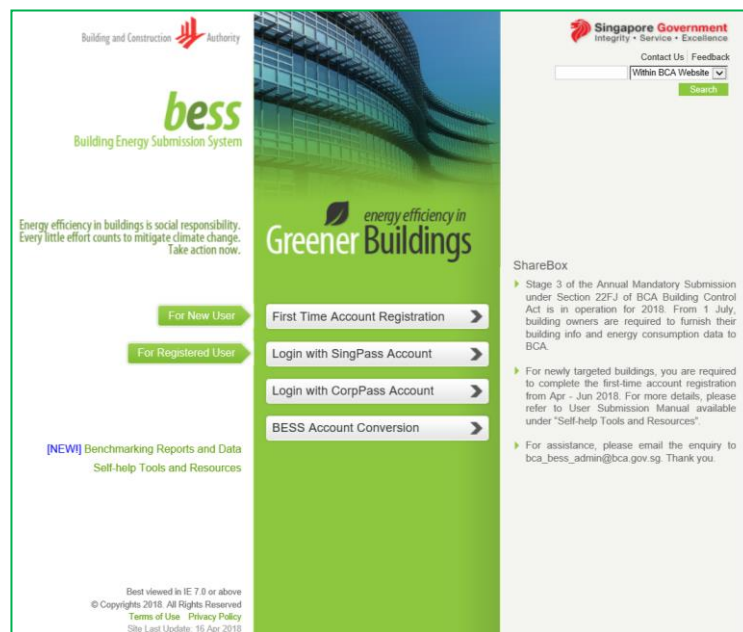 Building and Construction Authority
bess
Building Energy Submission System
Energy efficiency in buildings is social responsibility.
Every little effort counts to mitigate climate change.
Take action now.
For New User
For Registered User
[NEW!] Benchmarking Reports and Data
Self-help Tools and Resources
Best viewed in IE 7.0 or above
© Copyrights 2018. All Rights Reserved
Terms of Use Privacy Policy
Site Last Update: 16 Apr 2018
energy efficiency in
Greener Buildings
First Time Account Registration
Login with SingPass Account
Login with CorpPass Account
BESS Account Conversion
Singapore Government
Integrity • Service • Excellence
Contact Us Feedback
Within BCA Website
Search
ShareBox
Stage 3 of the Annual Mandatory Submission
under Section 22FJ of BCA Building Control
Act is in operation for 2018. From 1 July,
building owners are required to furnish their
building info and energy consumption data to
BCA.
For newly targeted buildings, you are required
to complete the first-time account registration
from Apr - Jun 2018. For more details, please
refer to User Submission Manual available
under "Self-help Tools and Resources".
For assistance, please email the enquiry to
bca_bess_admin@bca.gov.sg. Thank you.